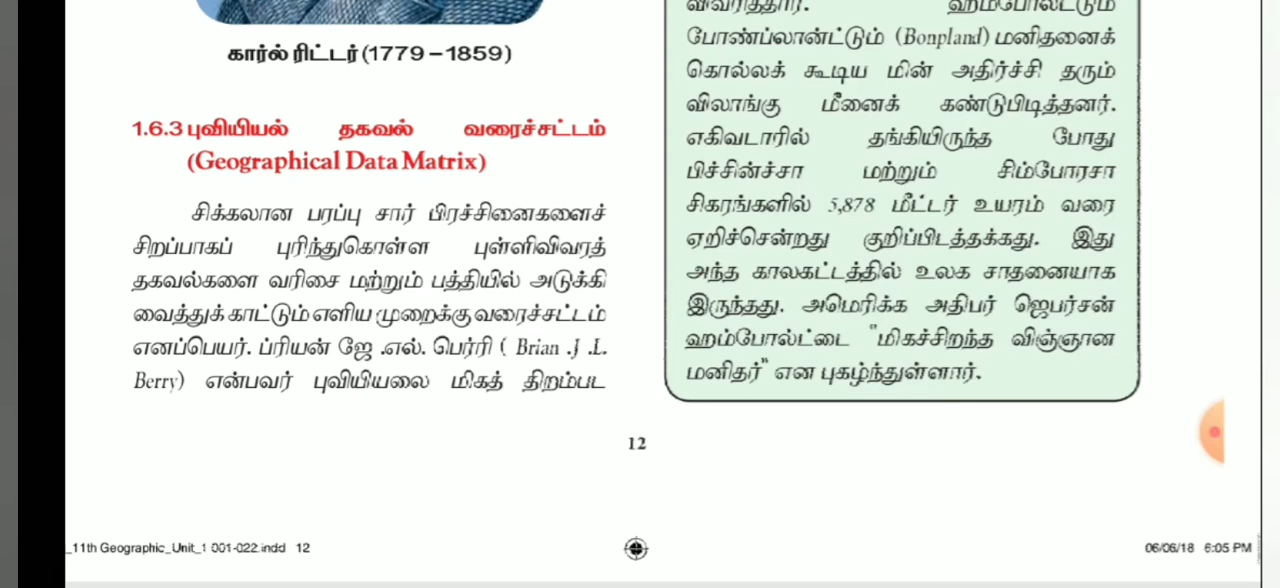 கார்ல் ரிட்டர் (1779 – 1859)
1.6.3 புவியியல் தகவல் வரைச்சட்டம்
(Geographical Data Matrix)
சிக்கலான பரப்பு சார் பிரச்சினைகளைச்
சிறப்பாகப் புரிந்துகொள்ள புள்ளிவிவரத்
தகவல்களை வரிசை மற்றும் பத்தியில் அடுக்கி
வைத்துக் காட்டும் எளிய முறைக்கு வரைச்சட்டம்
எனப்பெயர். ப்ரியன் ஜே .எல். பெர்ரி ( Brian .J .L.
Berry) என்பவர் புவியியலை மிகத் திறம்பட
விவரித்தார். ஹம்போல்ட்டும்
போண்ப்லான்ட்டும் (Bonpland) மனிதனைக்
கொல்லக் கூடிய மின் அதிர்ச்சி தரும்
விலாங்கு மீனைக் கண்டுபிடித்தனர்.
எகிவடாரில் தங்கியிருந்த போது
பிச்சின்ச்சா மற்றும் சிம்போரசா
சிகரங்களில் 5,878 மீட்டர் உயரம் வரை
ஏறிச்சென்றது குறிப்பிடத்தக்கது. இது
அந்த காலகட்டத்தில் உலக சாதனையாக
இருந்தது. அமெரிக்க அதிபர் ஜெபர்சன்
ஹம்போல்ட்டை "மிகச்சிறந்த விஞ்ஞான
மனிதர்" என புகழ்ந்துள்ளார்.
12
_11th Geographic_Unit_1 001-022.indd 12
06/06/18 6:05 PM